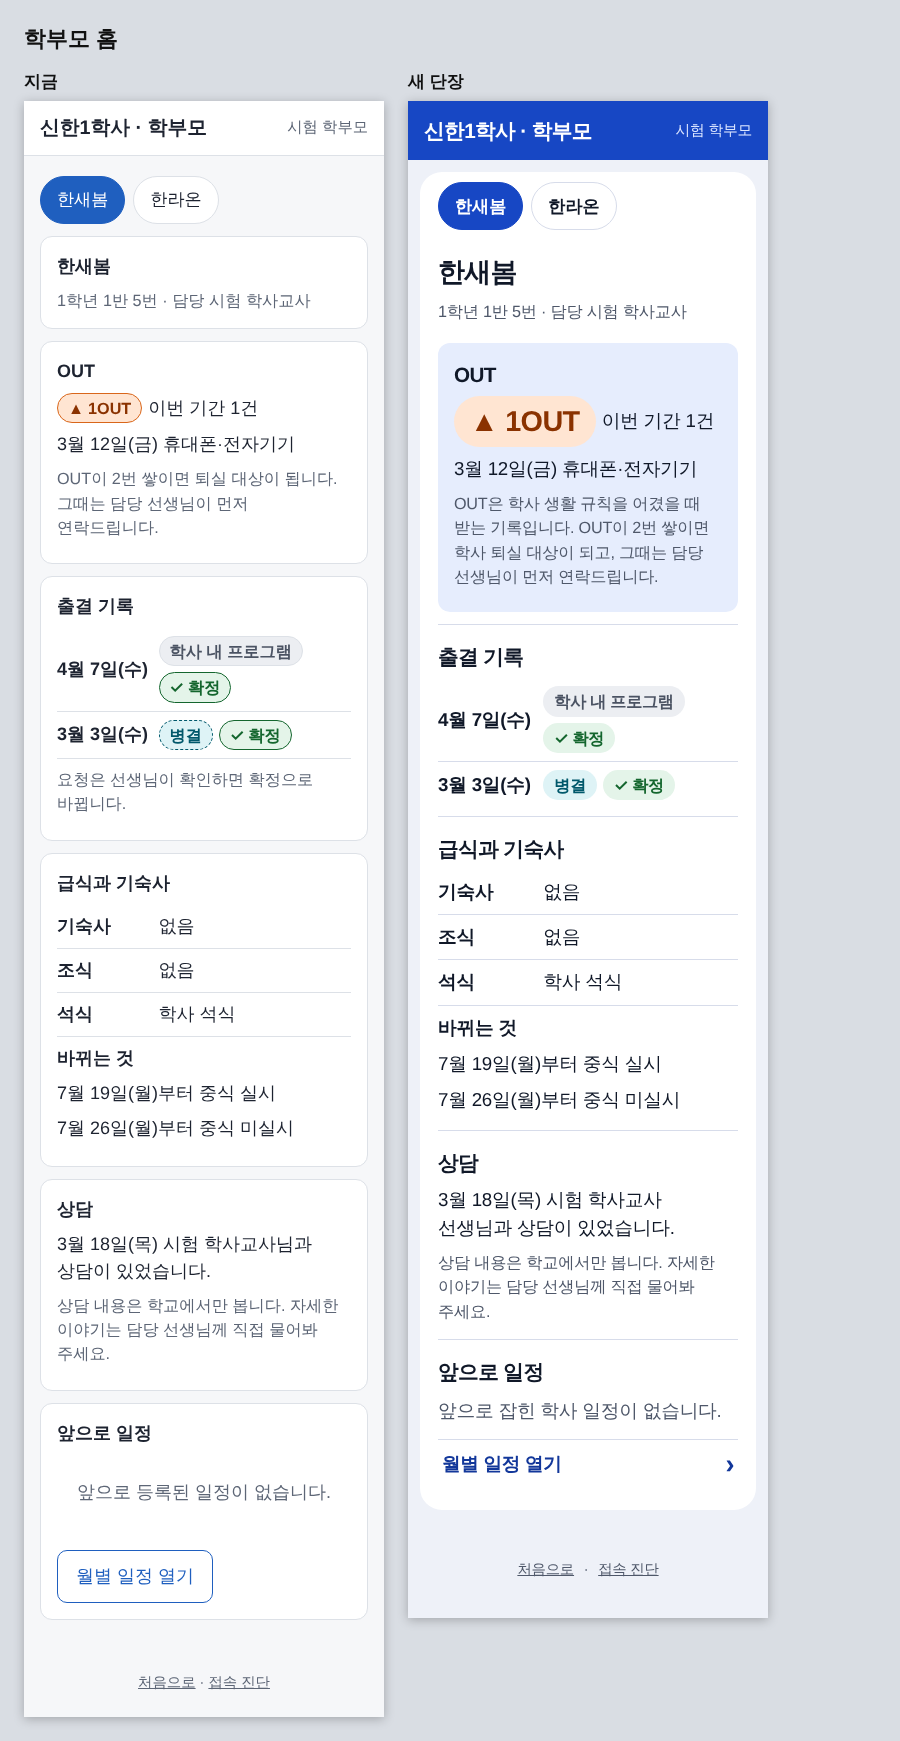 학부모 홈
지금
신한1학사 · 학부모
시험 학부모
한새봄
한라온
한새봄
1학년 1반 5번 · 담당 시험 학사교사
OUT
▲ 1OUT 이번 기간 1건
3월 12일(금) 휴대폰·전자기기
OUT이 2번 쌓이면 퇴실 대상이 됩니다.
그때는 담당 선생님이 먼저
연락드립니다.
출결 기록
4월 7일(수)
학사 내 프로그램
✓ 확정
3월 3일(수) 병결 ✓ 확정
요청은 선생님이 확인하면 확정으로
바뀝니다.
급식과 기숙사
기숙사 없음
조식 없음
석식 학사 석식
바뀌는 것
7월 19일(월)부터 중식 실시
7월 26일(월)부터 중식 미실시
상담
3월 18일(목) 시험 학사교사님과
상담이 있었습니다.
상담 내용은 학교에서만 봅니다. 자세한
이야기는 담당 선생님께 직접 물어봐
주세요.
앞으로 일정
앞으로 등록된 일정이 없습니다.
월별 일정 열기
처음으로 · 접속 진단
새 단장
신한1학사 · 학부모
시험 학부모
한새봄
한라온
한새봄
1학년 1반 5번 · 담당 시험 학사교사
OUT
▲ 1OUT 이번 기간 1건
3월 12일(금) 휴대폰·전자기기
OUT은 학사 생활 규칙을 어겼을 때
받는 기록입니다. OUT이 2번 쌓이면
학사 퇴실 대상이 되고, 그때는 담당
선생님이 먼저 연락드립니다.
출결 기록
4월 7일(수)
학사 내 프로그램
✓ 확정
3월 3일(수) 병결 ✓ 확정
급식과 기숙사
기숙사 없음
조식 없음
석식 학사 석식
바뀌는 것
7월 19일(월)부터 중식 실시
7월 26일(월)부터 중식 미실시
상담
3월 18일(목) 시험 학사교사
선생님과 상담이 있었습니다.
상담 내용은 학교에서만 봅니다. 자세한
이야기는 담당 선생님께 직접 물어봐
주세요.
앞으로 일정
앞으로 잡힌 학사 일정이 없습니다.
월별 일정 열기 ›
처음으로 · 접속 진단